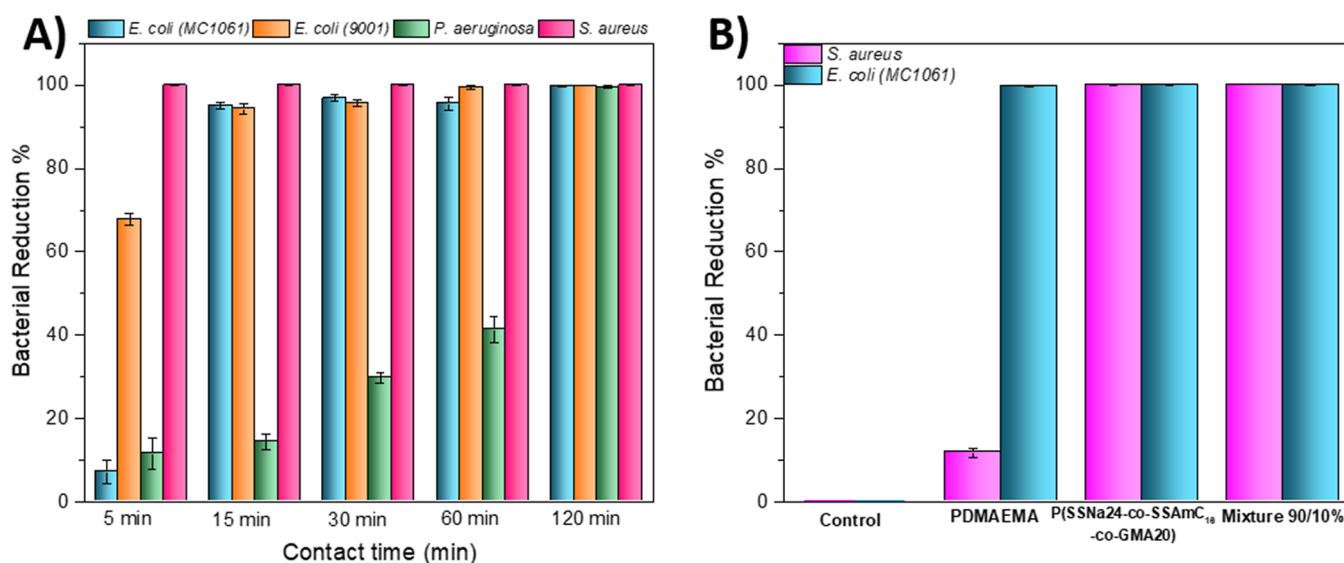 A)
E. coli (MC1061) E. coli (9001) P. aeruginosa S. aureus
Bacterial Reduction %
100
80
60
40
20
0
5 min 15 min 30 min 60 min 120 min
Contact time (min)
B)
S. aureus
E. coli (MC1061)
Bacterial Reduction %
100
80
60
40
20
0
Control PDMAEMA P(SSNa24-co-SSAmC₁₆ Mixture 90/10%
-co-GMA20)